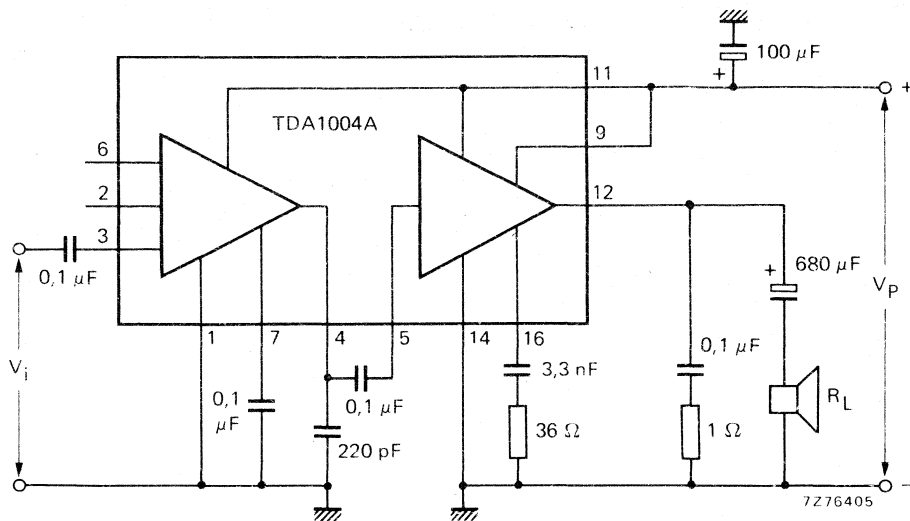 100 µF
+
11
+
TDA1004A
9
6
12
2
3
680 µF
+
0,1 µF
V_P
1
7
4
5
14
16
0,1 µF
3,3 nF
V_i
0,1 µF
0,1 µF
R_L
36 Ω
1 Ω
220 pF
7Z76405
−